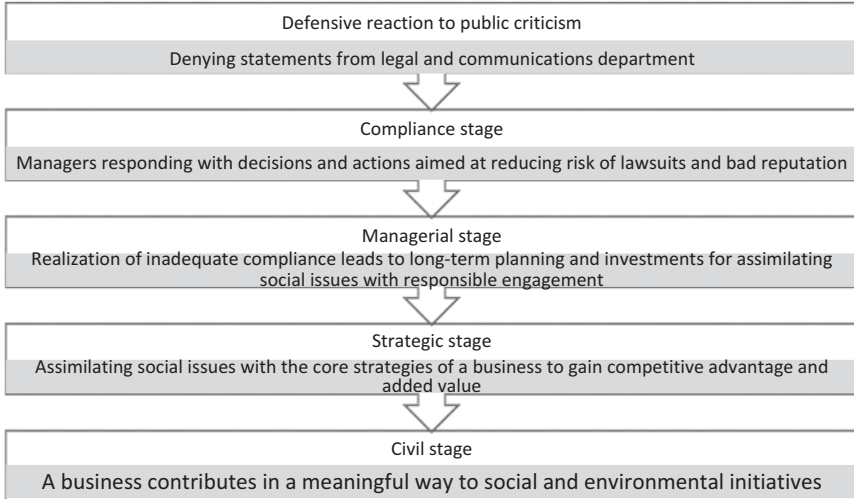 Defensive reaction to public criticism
Denying statements from legal and communications department
Compliance stage
Managers responding with decisions and actions aimed at reducing risk of lawsuits and bad reputation
Managerial stage
Realization of inadequate compliance leads to long-term planning and investments for assimilating
social issues with responsible engagement
Strategic stage
Assimilating social issues with the core strategies of a business to gain competitive advantage and
added value
Civil stage
A business contributes in a meaningful way to social and environmental initiatives